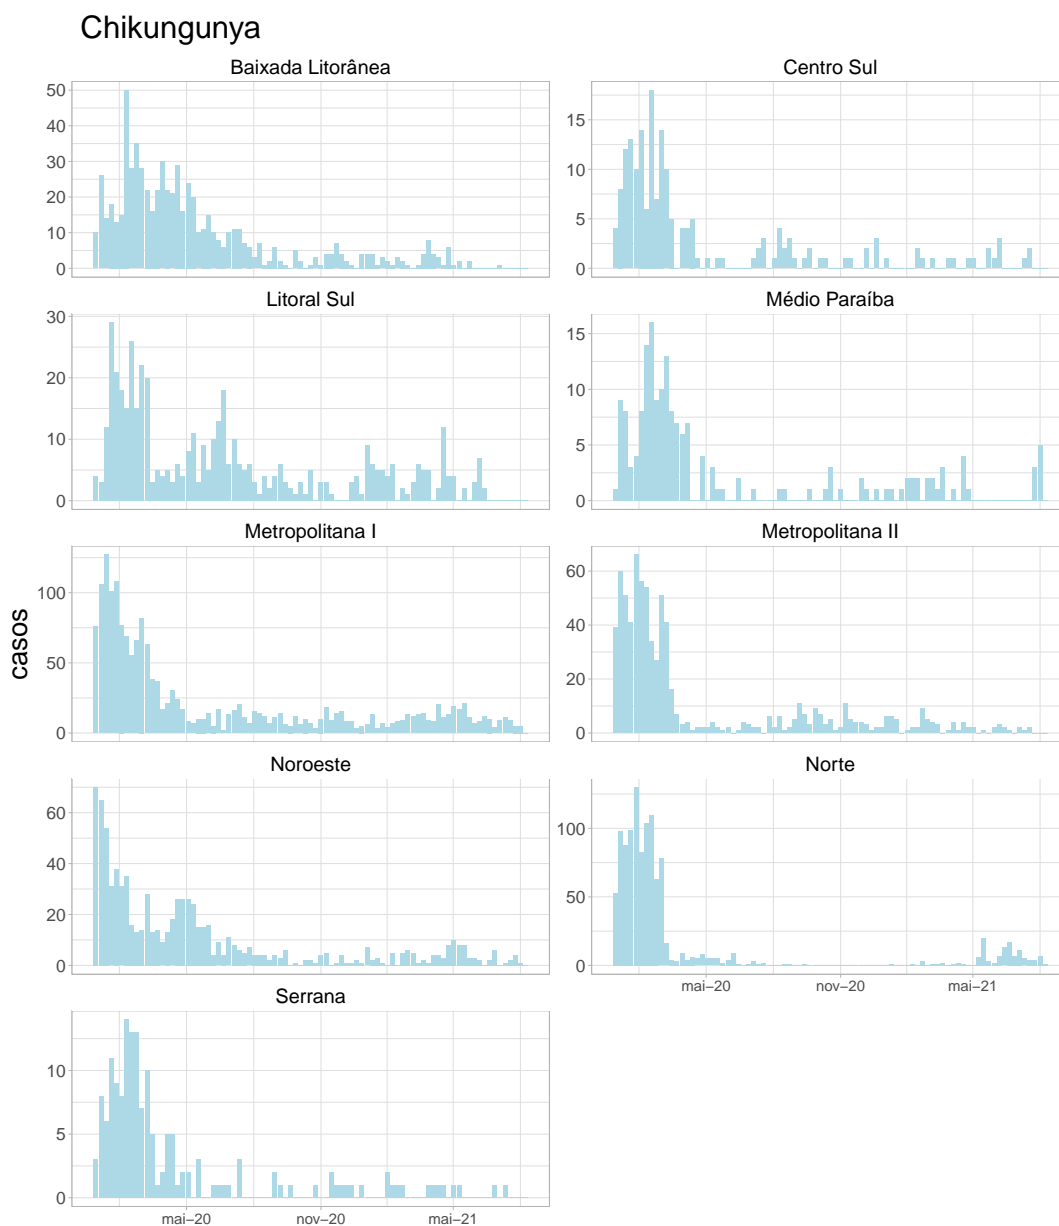 Chikungunya
Baixada Litorânea
Centro Sul
50
40
30
20
10
0
15
10
5
0
Litoral Sul
Médio Paraíba
30
20
10
0
15
10
5
0
Metropolitana I
Metropolitana II
100
50
0
60
40
20
0
casos
Noroeste
Norte
60
40
20
0
100
50
0
mai–20
nov–20
mai–21
Serrana
10
5
0
mai–20
nov–20
mai–21